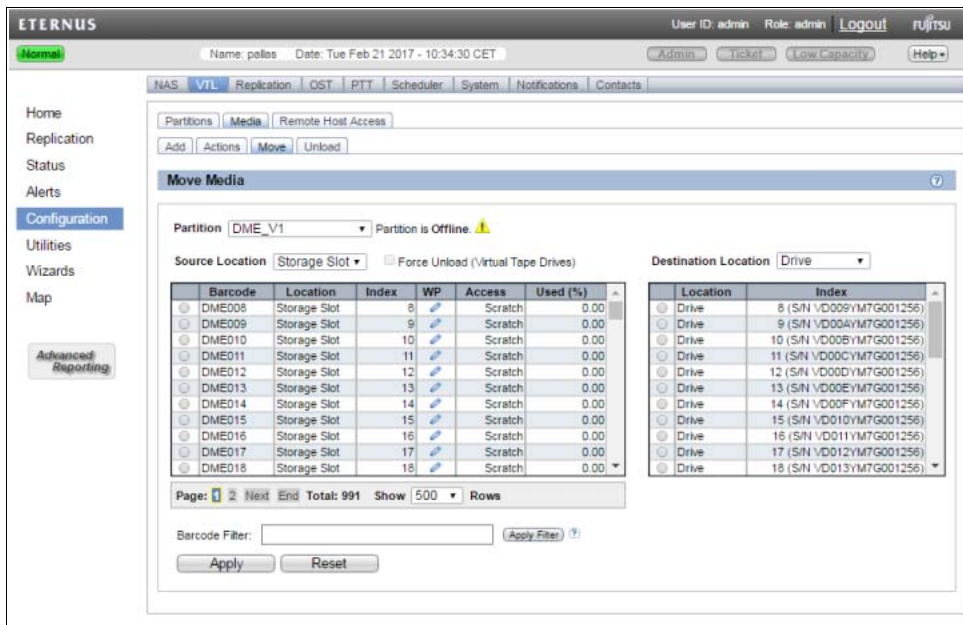 ETERNUS User ID: admin Role: admin Logout FUJITSU
Normal Name: pallas Date: Tue Feb 21 2017 - 10:34:30 CET Admin Ticket Low Capacity Help
NAS VTL Replication OST PTT Scheduler System Notifications Contacts
Home
Replication
Status
Alerts
Configuration
Utilities
Wizards
Map
Advanced
Reporting
Partitions Media Remote Host Access
Add Actions Move Unload
Move Media ?
Partition DME_V1 Partition is Offline.
Source Location Storage Slot Force Unload (Virtual Tape Drives) Destination Location Drive
Barcode Location Index WP Access Used (%) Location Index
DME008 Storage Slot 8 Scratch 0.00 Drive 8 (S/N VD009YM7G001256)
DME009 Storage Slot 9 Scratch 0.00 Drive 9 (S/N VD00AYM7G001256)
DME010 Storage Slot 10 Scratch 0.00 Drive 10 (S/N VD00BYM7G001256)
DME011 Storage Slot 11 Scratch 0.00 Drive 11 (S/N VD00CYM7G001256)
DME012 Storage Slot 12 Scratch 0.00 Drive 12 (S/N VD00DYM7G001256)
DME013 Storage Slot 13 Scratch 0.00 Drive 13 (S/N VD00EYM7G001256)
DME014 Storage Slot 14 Scratch 0.00 Drive 14 (S/N VD00FYM7G001256)
DME015 Storage Slot 15 Scratch 0.00 Drive 15 (S/N VD010YM7G001256)
DME016 Storage Slot 16 Scratch 0.00 Drive 16 (S/N VD011YM7G001256)
DME017 Storage Slot 17 Scratch 0.00 Drive 17 (S/N VD012YM7G001256)
DME018 Storage Slot 18 Scratch 0.00 Drive 18 (S/N VD013YM7G001256)
Page: 1 2 Next End Total: 991 Show 500 Rows
Barcode Filter: Apply Filter ?
Apply Reset